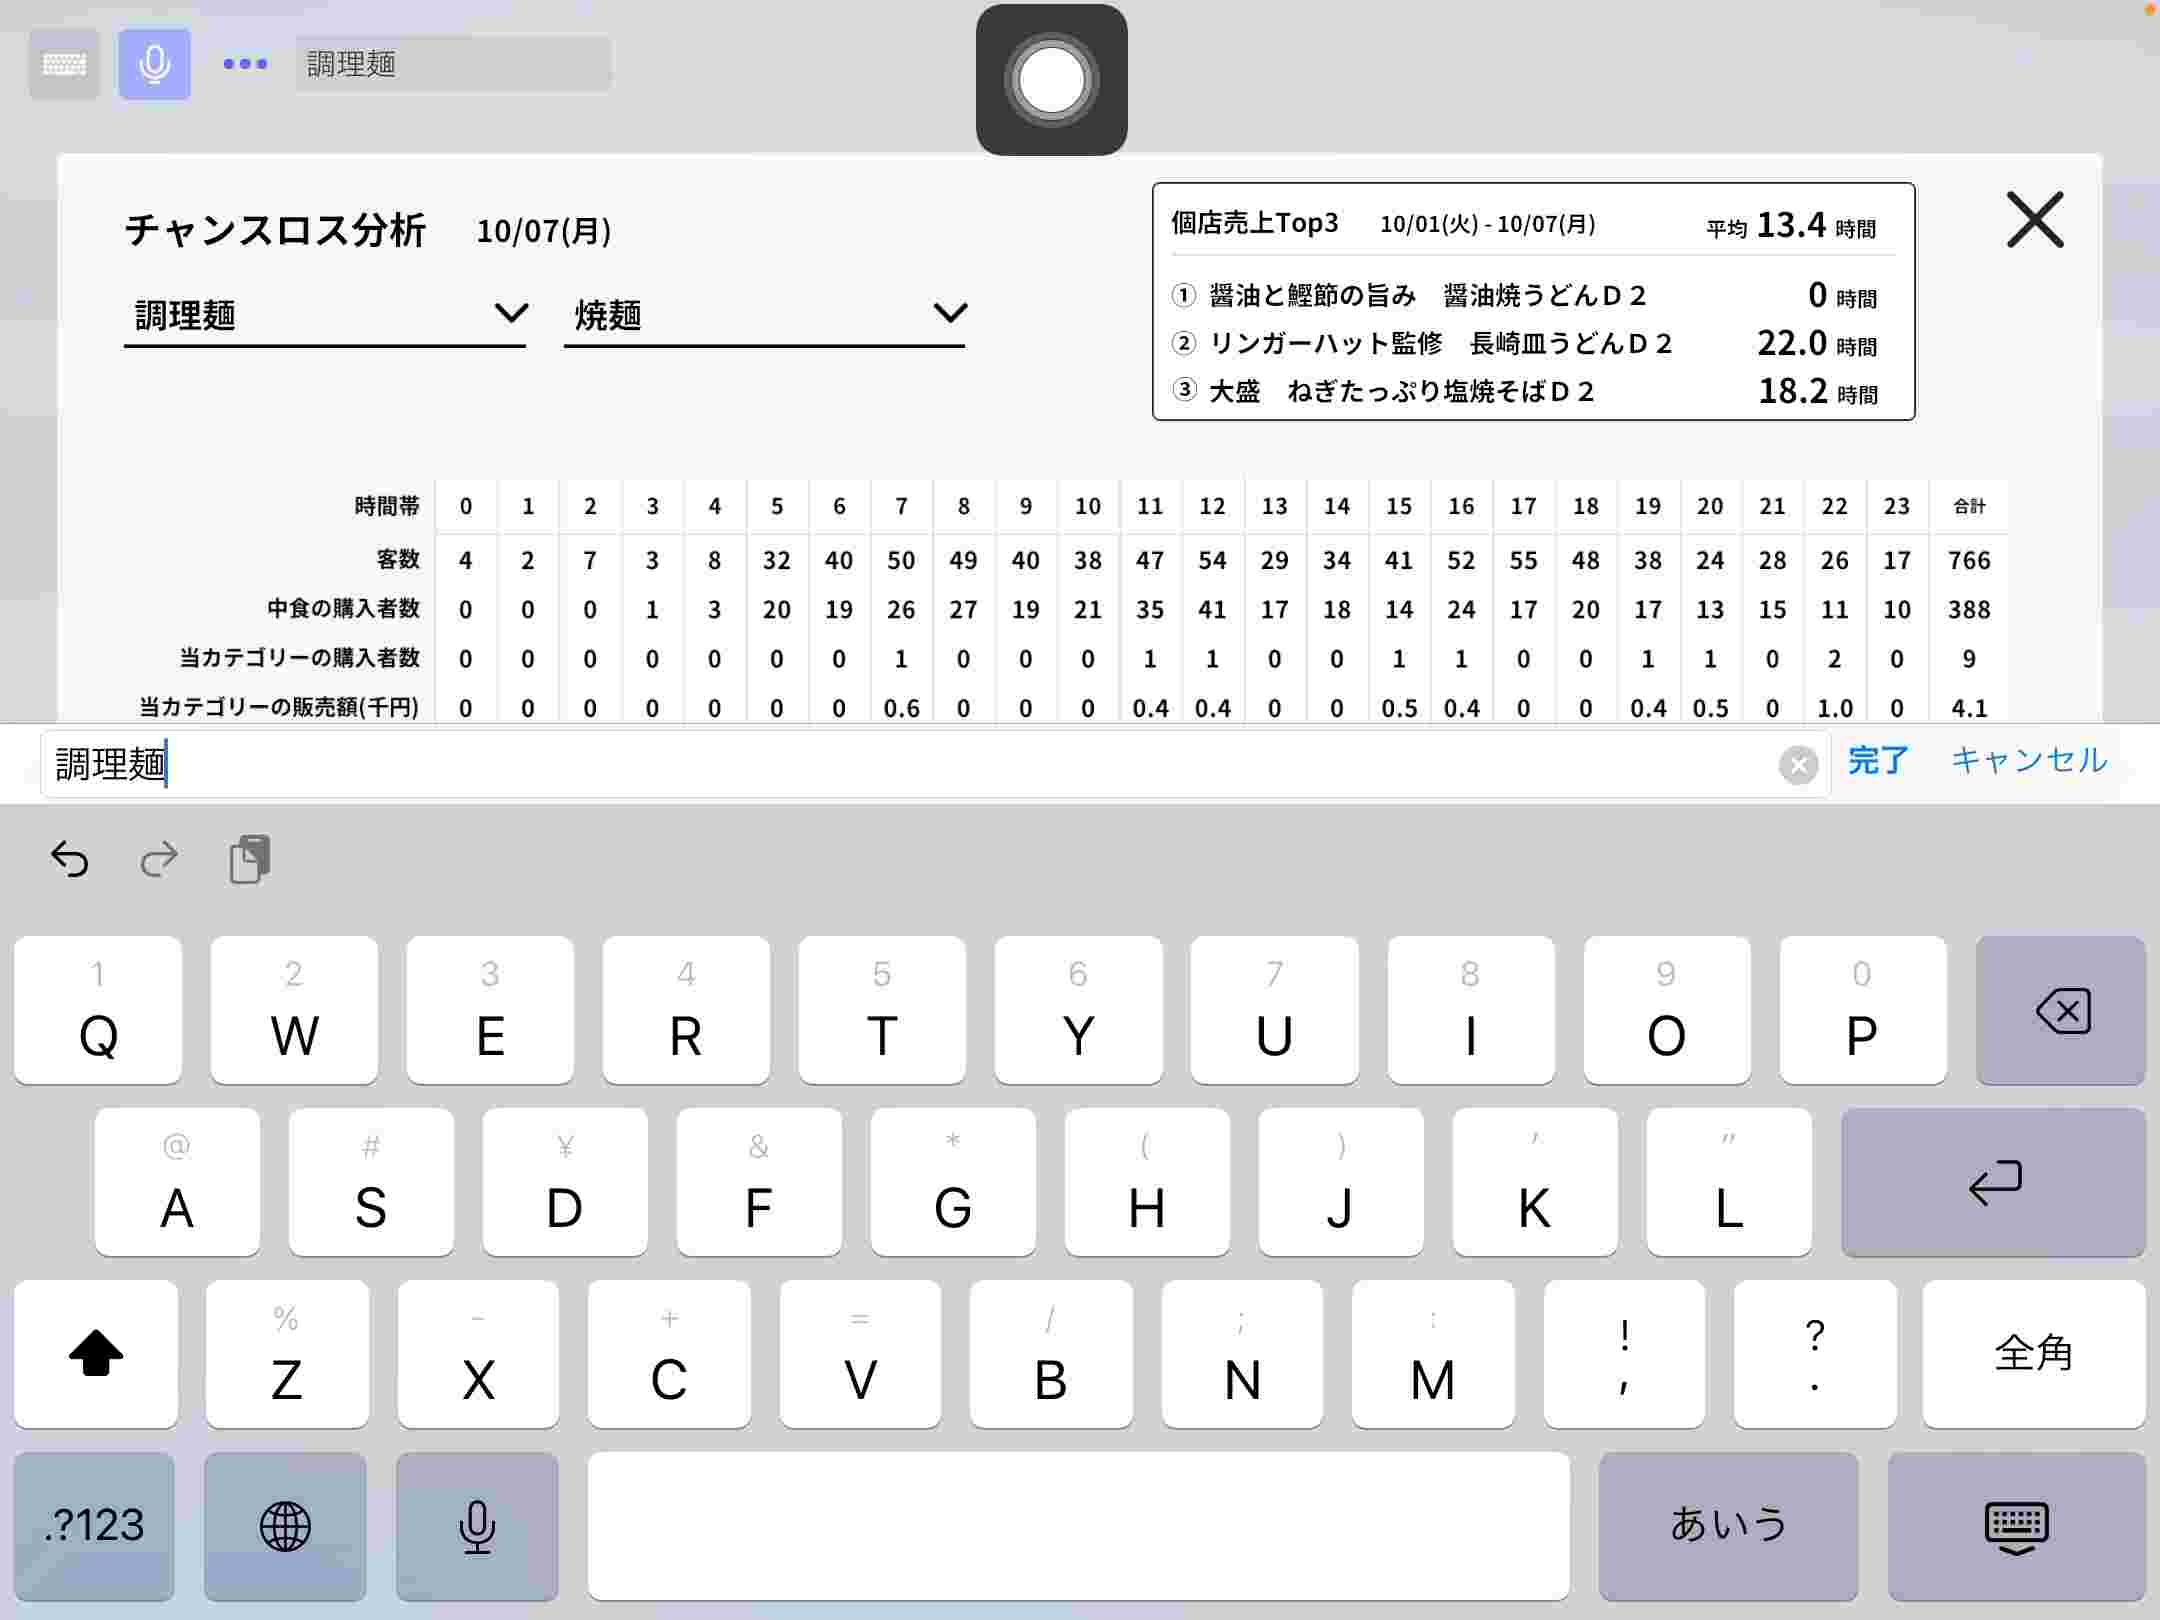 調理麺
チャンスロス分析 10/07(月)
調理麺 焼麺
個店売上Top3 10/01(火) - 10/07(月) 平均 13.4 時間
① 醤油と鰹節の旨み 醤油焼うどんD２ 0 時間
② リンガーハット監修 長崎皿うどんD２ 22.0 時間
③ 大盛 ねぎたっぷり塩焼そばD２ 18.2 時間
時間帯 0 1 2 3 4 5 6 7 8 9 10 11 12 13 14 15 16 17 18 19 20 21 22 23 合計
客数 4 2 7 3 8 32 40 50 49 40 38 47 54 29 34 41 52 55 48 38 24 28 26 17 766
中食の購入者数 0 0 0 1 3 20 19 26 27 19 21 35 41 17 18 14 24 17 20 17 13 15 11 10 388
当カテゴリーの購入者数 0 0 0 0 0 0 0 1 0 0 0 1 1 0 0 1 1 0 0 1 1 0 2 0 9
当カテゴリーの販売額(千円) 0 0 0 0 0 0 0 0.6 0 0 0 0.4 0.4 0 0 0.5 0.4 0 0 0.4 0.5 0 1.0 0 4.1
調理麺 完了 キャンセル
1 2 3 4 5 6 7 8 9 0
Q W E R T Y U I O P
@ # ¥ & * ( ) ' "
A S D F G H J K L
% - + = / ; : ! ?
Z X C V B N M , . 全角
.?123 あいう